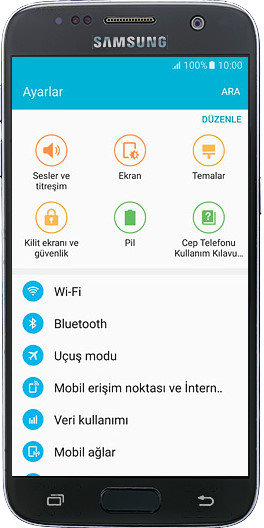 SAMSUNG
100% 10:00
Ayarlar
ARA
DÜZENLE
Sesler ve
titreşim
Ekran
Temalar
Kilit ekranı ve
güvenlik
Pil
Cep Telefonu
Kullanım Kılavu...
Wi-Fi
Bluetooth
Uçuş modu
Mobil erişim noktası ve İntern..
Veri kullanımı
Mobil ağlar